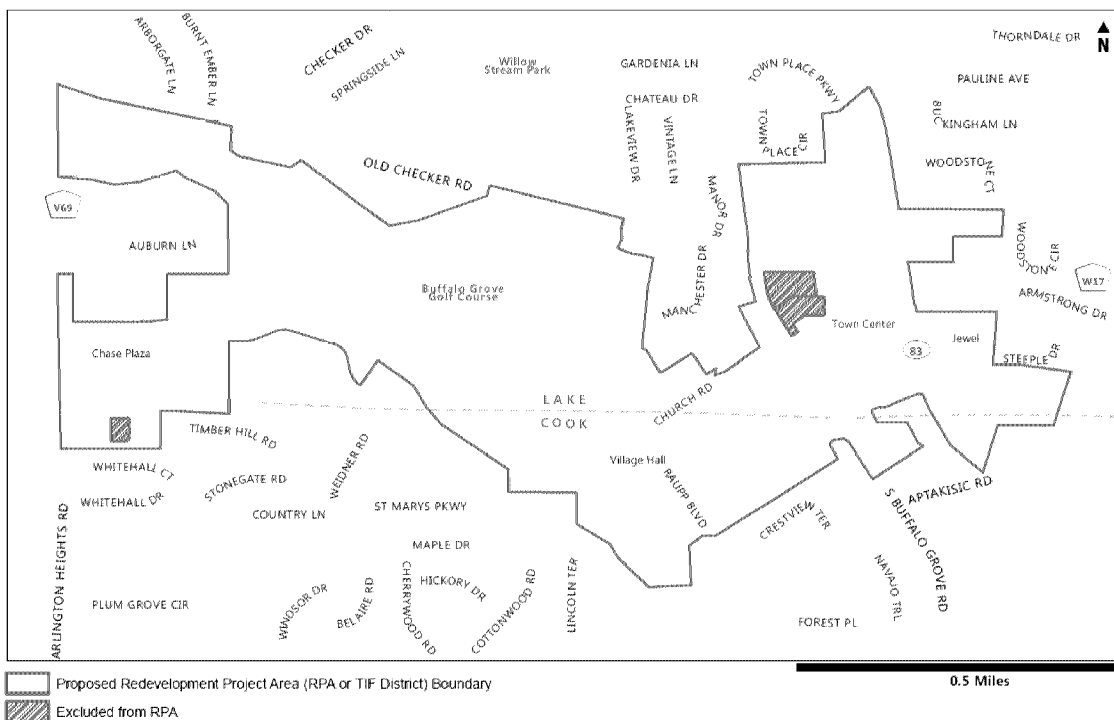 THORNDALE DR
N
ARBORGATE LN
BURNT EMBER LN
CHECKER DR
SPRINGSIDE LN
Willow
Stream Park
GARDENIA LN
TOWN PLACE PKWY
PAULINE AVE
CHATEAU DR
LAKEVIEW DR
VINTAGE LN
TOWN PLACE CIR
BUCKINGHAM LN
OLD CHECKER RD
WOODSTONE CT
MANOR DR
V69
AUBURN LN
WOODSTONE CIR
W17
Buffalo Grove
Golf Course
MANCHESTER DR
ARMSTRONG DR
Town Center
Jewel
83
Chase Plaza
STEEPLE DR
LAKE
COOK
CHURCH RD
TIMBER HILL RD
WHITEHALL CT
STONEGATE RD
WEIDNER RD
Village Hall
RAUPP BLVD
WHITEHALL DR
COUNTRY LN
ST MARYS PKWY
CRESTVIEW TER
S BUFFALO GROVE RD
APTAKISIC RD
ARLINGTON HEIGHTS RD
MAPLE DR
HICKORY DR
CHERRYWOOD RD
COTTONWOOD RD
LINCOLN TER
NAVAJO TRL
PLUM GROVE CIR
WINDSOR DR
BELAIRE RD
FOREST PL
Proposed Redevelopment Project Area (RPA or TIF District) Boundary
0.5 Miles
Excluded from RPA